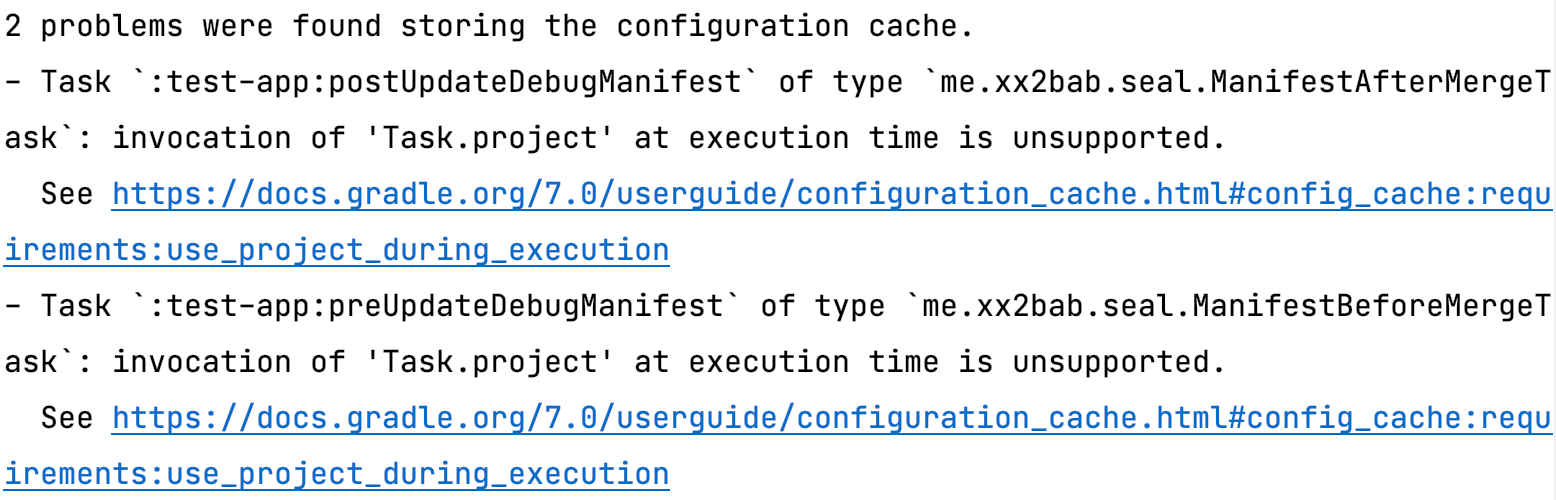 2 problems were found storing the configuration cache.
- Task `:test-app:postUpdateDebugManifest` of type `me.xx2bab.seal.ManifestAfterMergeT
ask`: invocation of 'Task.project' at execution time is unsupported.
  See https://docs.gradle.org/7.0/userguide/configuration_cache.html#config_cache:requ
irements:use_project_during_execution
- Task `:test-app:preUpdateDebugManifest` of type `me.xx2bab.seal.ManifestBeforeMergeT
ask`: invocation of 'Task.project' at execution time is unsupported.
  See https://docs.gradle.org/7.0/userguide/configuration_cache.html#config_cache:requ
irements:use_project_during_execution